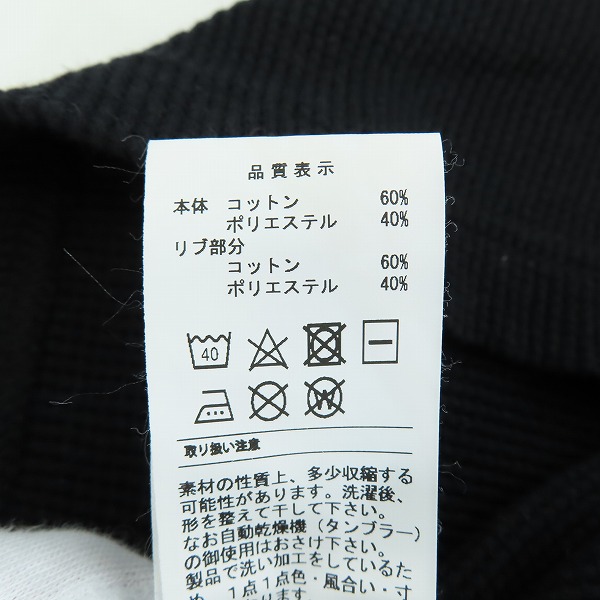 品質表示
本体 コットン 60%
ポリエステル 40%
リブ部分
コットン 60%
ポリエステル 40%
40
W
取り扱い注意
素材の性質上、多少収縮する
可能性があります。洗濯後、
形を整えて干して下さい。
なお自動乾燥機（タンブラー）
の御使用はおさけ下さい。
製品で洗い加工をしているた
め、1点1点色・風合い・寸
なります